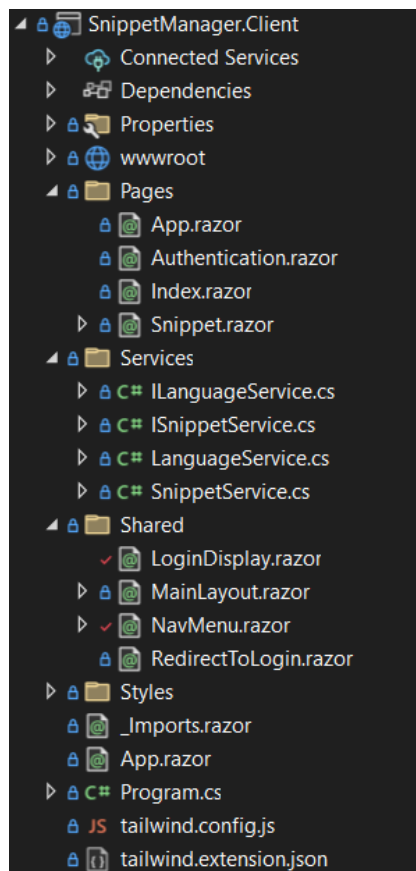 SnippetManager.Client
Connected Services
Dependencies
Properties
wwwroot
Pages
App.razor
Authentication.razor
Index.razor
Snippet.razor
Services
C# ILanguageService.cs
C# ISnippetService.cs
C# LanguageService.cs
C# SnippetService.cs
Shared
LoginDisplay.razor
MainLayout.razor
NavMenu.razor
RedirectToLogin.razor
Styles
_Imports.razor
App.razor
C# Program.cs
JS tailwind.config.js
tailwind.extension.json